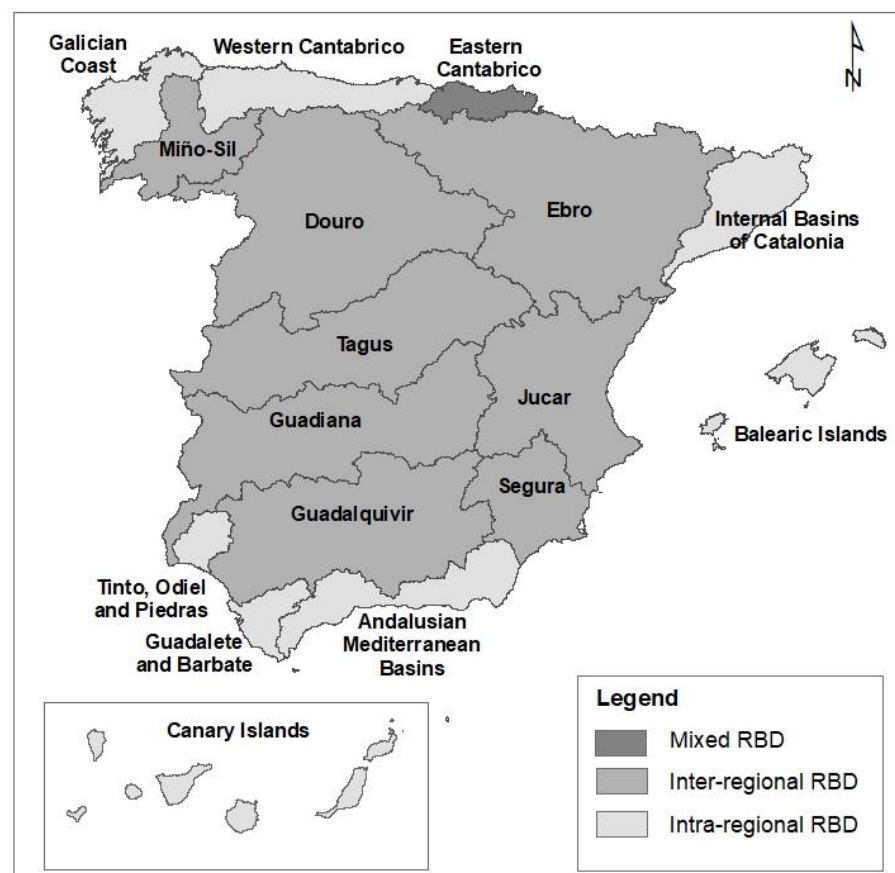 Galician
Coast
Western Cantabrico
Eastern
Cantabrico
N
Miño-Sil
Douro
Ebro
Internal Basins
of Catalonia
Tagus
Jucar
Guadiana
Balearic Islands
Segura
Guadalquivir
Tinto, Odiel
and Piedras
Guadalete
and Barbate
Andalusian
Mediterranean
Basins
Canary Islands
Legend
Mixed RBD
Inter-regional RBD
Intra-regional RBD